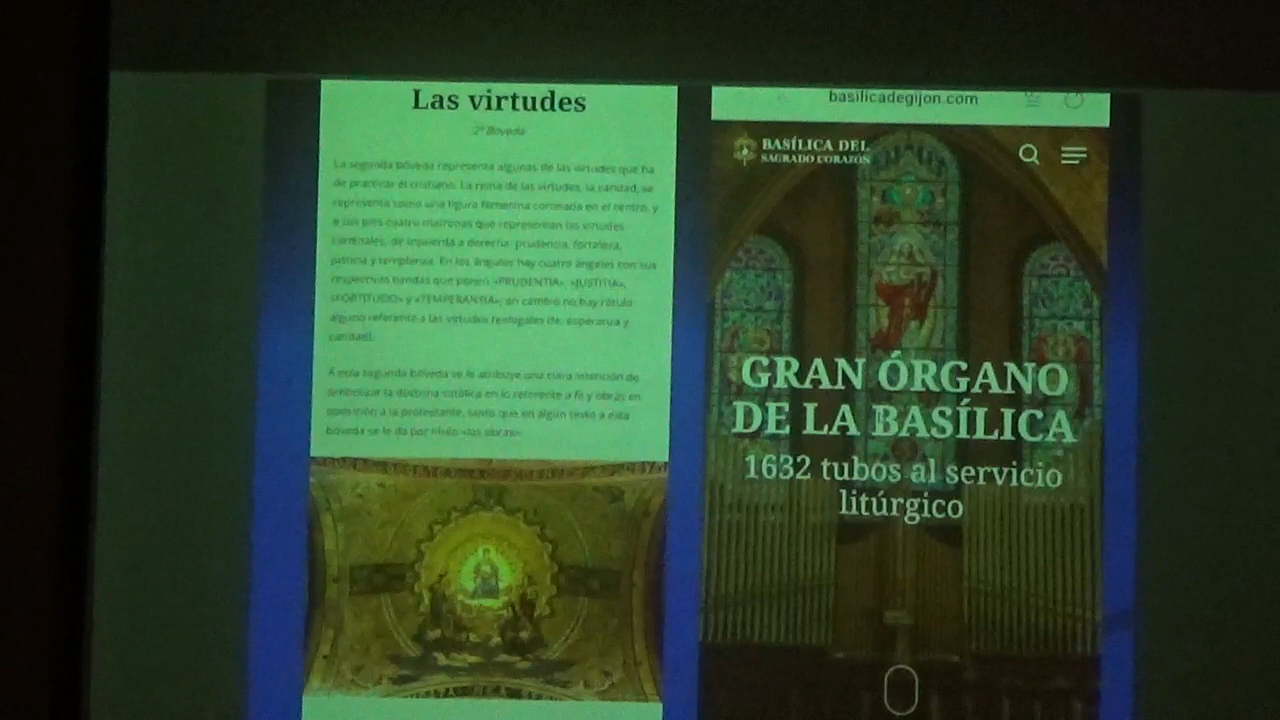 Las virtudes
2ª Bóveda
La segunda bóveda representa algunas de las virtudes que ha
de practicar el cristiano. La reina de las virtudes, la caridad, se
representa como una figura femenina coronada en el centro, y
a sus pies cuatro matronas que representan las virtudes
cardinales, de izquierda a derecha: prudencia, fortaleza,
justicia y templanza. En los ángulos hay cuatro ángeles con sus
respectivas bandas que ponen «PRUDENTIA», «JUSTITIA»,
«FORTITUDO» y «TEMPERANTIA», en cambio no hay rótulo
alguno referente a las virtudes teologales de, esperanza y
caridad.
A esta segunda bóveda se le atribuye una clara intención de
simbolizar la doctrina católica en lo referente a fe y obras en
oposición a la protestante, tanto que en algún texto a esta
bóveda se le da por título «las obras».
basilicadegijon.com
BASÍLICA DEL
SAGRADO CORAZÓN
GRAN ÓRGANO
DE LA BASÍLICA
1632 tubos al servicio
litúrgico